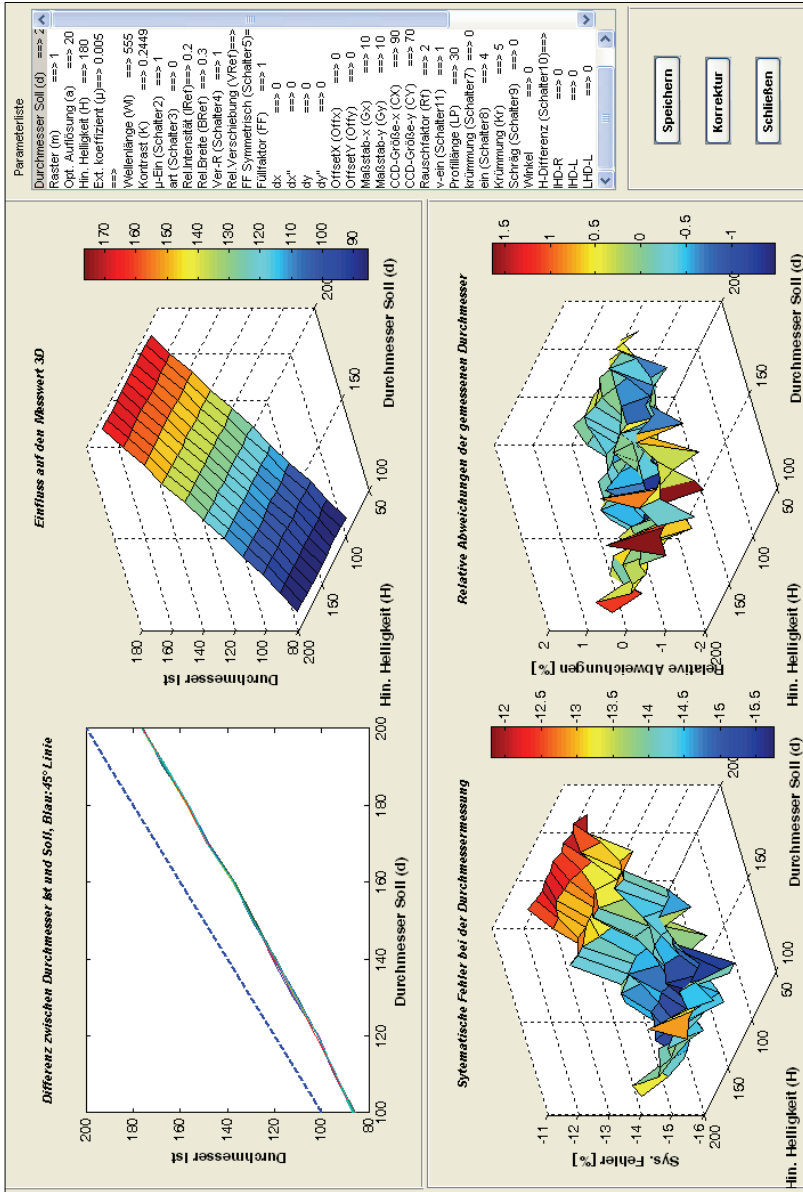 Differenz zwischen Durchmesser Ist und Soll, Blau:45° Linie
Durchmesser Ist
200
180
160
140
120
100
80
100
120
140
160
180
200
Durchmesser Soll (d)
Einfluss auf den Messwert 3D
Durchmesser Ist
180
160
140
120
100
80
200
150
100
50
Hin. Helligkeit (H)
100
150
200
Durchmesser Soll (d)
170
160
150
140
130
120
110
100
90
Sytematische Fehler bei der Durchmessermessung
Sys. Fehler [%]
-11
-12
-13
-14
-15
-16
200
150
100
50
Hin. Helligkeit (H)
100
150
200
Durchmesser Soll (d)
-12
-12.5
-13
-13.5
-14
-14.5
-15
-15.5
Relative Abweichungen der gemessenen Durchmesser
Relative Abweichungen [%]
2
1
0
-1
-2
200
150
100
50
Hin. Helligkeit (H)
100
150
200
Durchmesser Soll (d)
1.5
1
0.5
0
-0.5
-1
Parameterliste
Durchmesser Soll (d) ==> 2
Raster (m) ==> 1
Opt. Auflösung (a) ==> 20
Hin. Helligkeit (H) ==> 180
Ext. koeffizient (µ)==> 0.005
==>
Wellenlänge (Wl) ==> 555
Kontrast (K) ==> 0.2449
µ-Ein (Schalter2) ==> 1
art (Schalter3) ==> 0
Rel.Intensität (IRef)==> 0.2
Rel.Breite (BRef) ==> 0.3
Ver-R (Schalter4) ==> 1
Rel.Verschiebung (VRef)==>
FF Symmetrisch (Schalter5)=
Füllfaktor (FF) ==> 1
dx ==> 0
dx" ==> 0
dy ==> 0
dy" ==> 0
OffsetX (Offx) ==> 0
OffsetY (Offy) ==> 0
Maßstab-x (Gx) ==> 10
Maßstab-y (Gy) ==> 10
CCD-Größe-x (CX) ==> 90
CCD-Größe-y (CY) ==> 70
Rauschfaktor (Rf) ==> 2
v-ein (Schalter11) ==> 1
Profillänge (LP) ==> 30
krümmung (Schalter7) ==> 0
ein (Schalter8) ==> 4
Krümmung (Kr) ==> 5
Schräg (Schalter9) ==> 0
Winkel ==> 0
H-Differenz (Schalter10)==>
IHD-R ==> 0
IHD-L ==> 0
LHD-L ==> 0
Speichern
Korrektur
Schließen